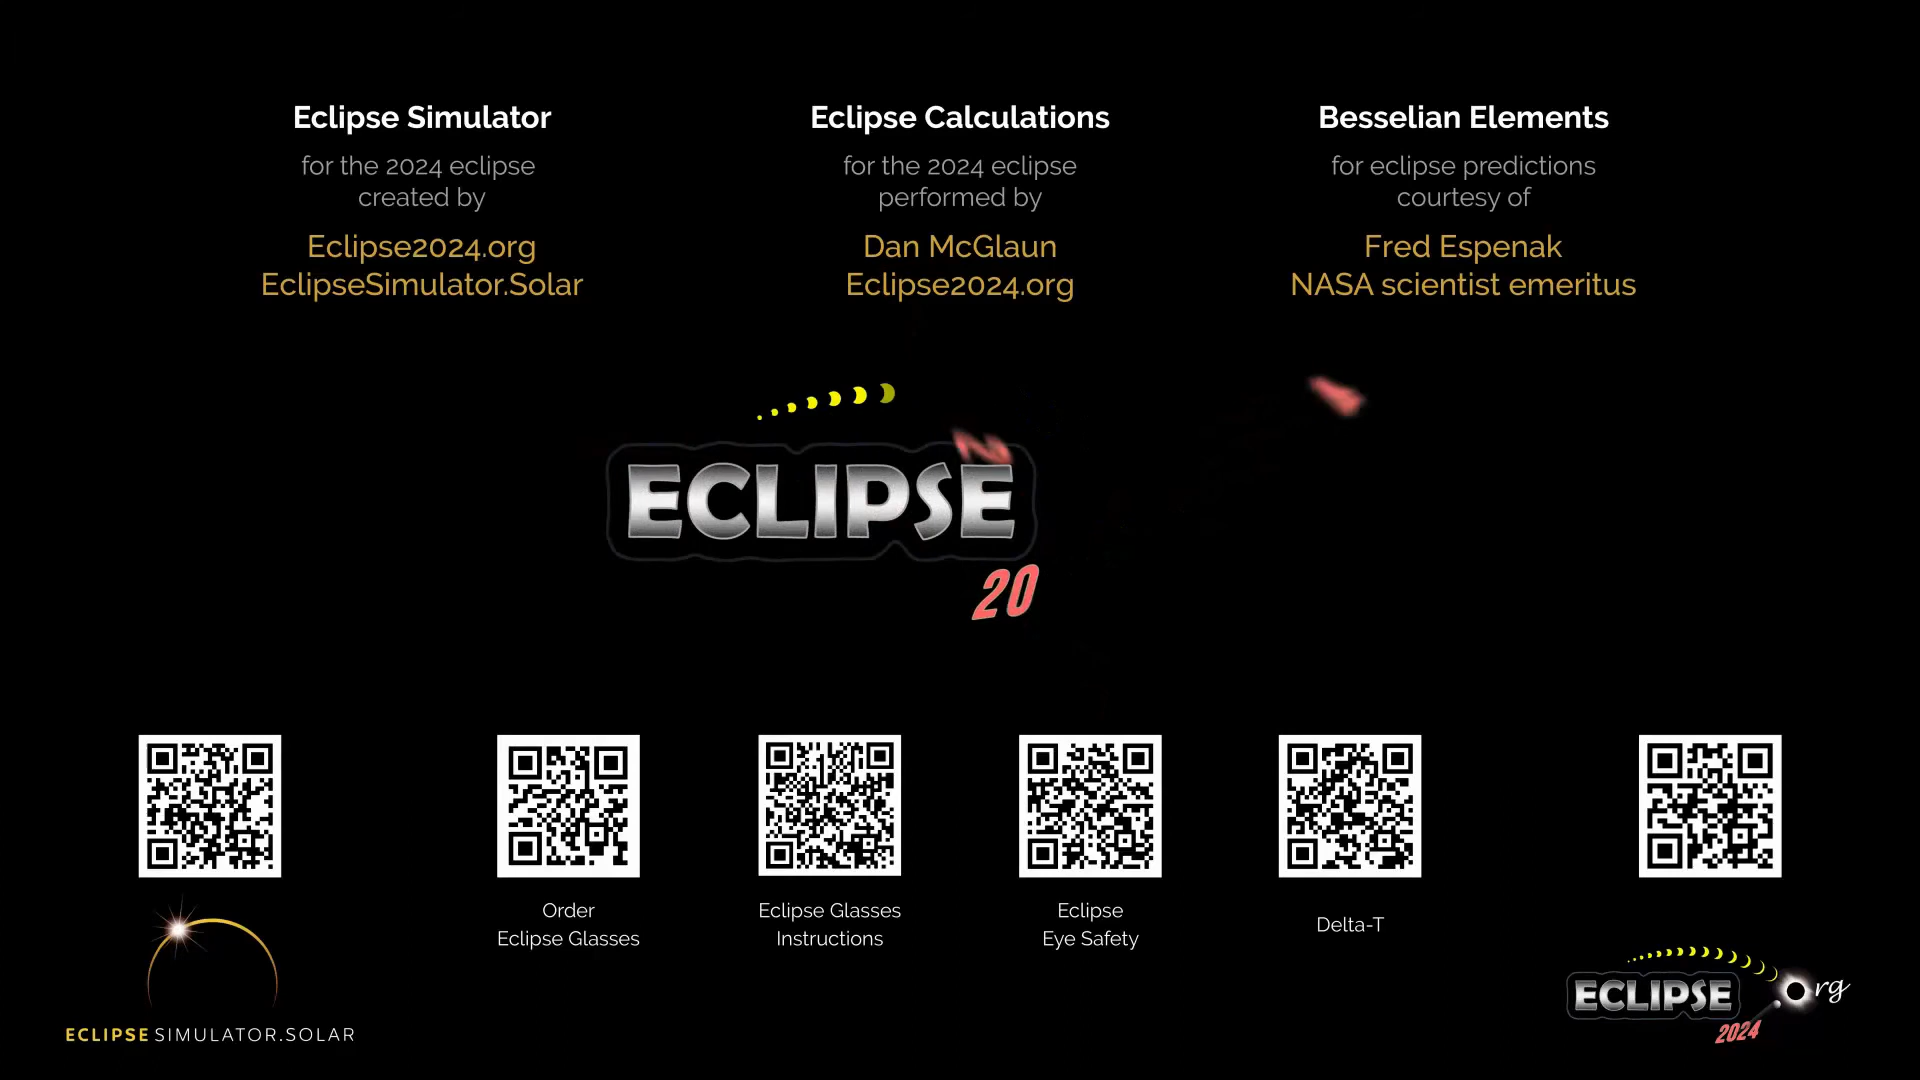 Eclipse Simulator
for the 2024 eclipse
created by
Eclipse2024.org
EclipseSimulator.Solar
Eclipse Calculations
for the 2024 eclipse
performed by
Dan McGlaun
Eclipse2024.org
Besselian Elements
for eclipse predictions
courtesy of
Fred Espenak
NASA scientist emeritus
ECLIPSE
20
2
Order
Eclipse Glasses
Eclipse Glasses
Instructions
Eclipse
Eye Safety
Delta-T
ECLIPSESIMULATOR.SOLAR
ECLIPSE
2024
Org